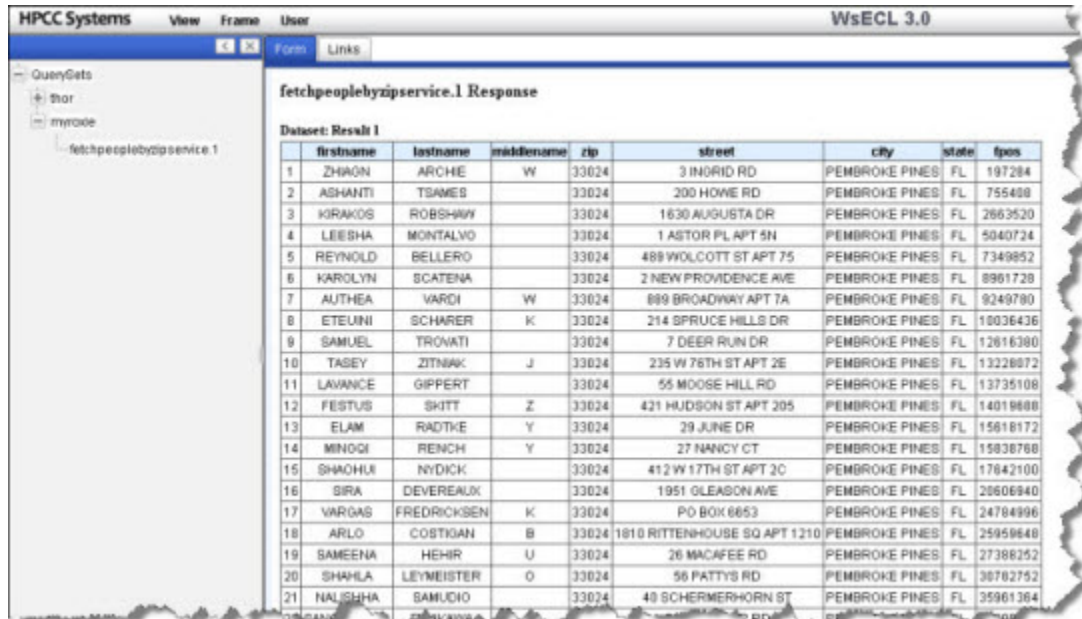 HPCC Systems View Frame User WsECL 3.0
Form Links
QuerySets
thor
myroxie
fetchpeoplebyzipservice.1
fetchpeoplebyzipservice.1 Response
Dataset: Result 1
firstname lastname middlename zip street city state fpos
1 ZHIAGN ARCHIE W 33024 3 INGRID RD PEMBROKE PINES FL 197284
2 ASHANTI TSAMES 33024 200 HOWE RD PEMBROKE PINES FL 755408
3 KIRAKOS ROBSHAW 33024 1630 AUGUSTA DR PEMBROKE PINES FL 2663520
4 LEESHA MONTALVO 33024 1 ASTOR PL APT 5N PEMBROKE PINES FL 5040724
5 REYNOLD BELLERO 33024 489 WOLCOTT ST APT 75 PEMBROKE PINES FL 7349852
6 KAROLYN SCATENA 33024 2 NEW PROVIDENCE AVE PEMBROKE PINES FL 8961728
7 AUTHEA VARDI W 33024 889 BROADWAY APT 7A PEMBROKE PINES FL 9249780
8 ETEUINI SCHARER K 33024 214 SPRUCE HILLS DR PEMBROKE PINES FL 10036436
9 SAMUEL TROVATI 33024 7 DEER RUN DR PEMBROKE PINES FL 12616380
10 TASEY ZITNIAK J 33024 235 W 76TH ST APT 2E PEMBROKE PINES FL 13228072
11 LAVANCE GIPPERT 33024 55 MOOSE HILL RD PEMBROKE PINES FL 13735108
12 FESTUS SKITT Z 33024 421 HUDSON ST APT 205 PEMBROKE PINES FL 14019688
13 ELAM RADTKE Y 33024 29 JUNE DR PEMBROKE PINES FL 15618172
14 MINGQI RENCH Y 33024 27 NANCY CT PEMBROKE PINES FL 15838768
15 SHAOHUI NYDICK 33024 412 W 17TH ST APT 2C PEMBROKE PINES FL 17642100
16 SIRA DEVEREAUX 33024 1951 GLEASON AVE PEMBROKE PINES FL 20606940
17 VARGAS FREDRICKSEN K 33024 PO BOX 6653 PEMBROKE PINES FL 24784996
18 ARLO COSTIGAN B 33024 1810 RITTENHOUSE SQ APT 1210 PEMBROKE PINES FL 25959648
19 SAMEENA HEHIR U 33024 26 MACAFEE RD PEMBROKE PINES FL 27388252
20 SHAHLA LEYMEISTER O 33024 56 PATTYS RD PEMBROKE PINES FL 30782752
21 NALISHHA SAMUDIO 33024 40 SCHERMERHORN ST PEMBROKE PINES FL 35961364